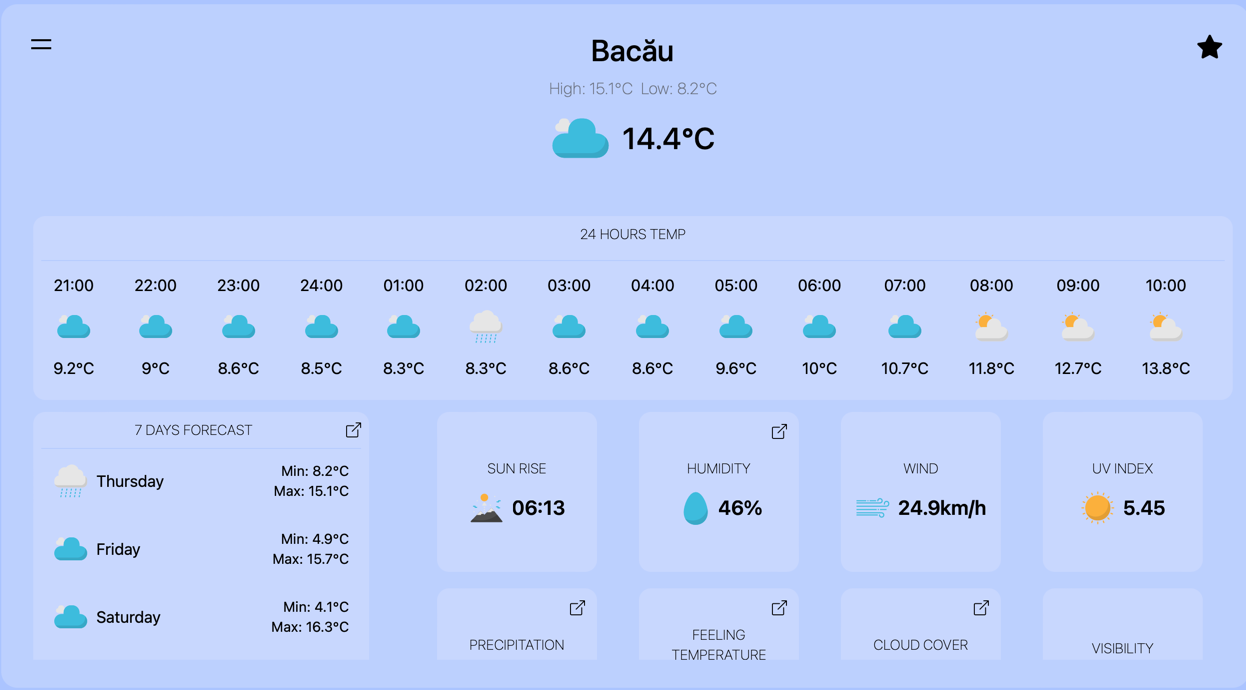 Bacău
High: 15.1°C Low: 8.2°C
14.4°C
24 HOURS TEMP
21:00 22:00 23:00 24:00 01:00 02:00 03:00 04:00 05:00 06:00 07:00 08:00 09:00 10:00
9.2°C 9°C 8.6°C 8.5°C 8.3°C 8.3°C 8.6°C 8.6°C 9.6°C 10°C 10.7°C 11.8°C 12.7°C 13.8°C
7 DAYS FORECAST
Thursday
Min: 8.2°C
Max: 15.1°C
Friday
Min: 4.9°C
Max: 15.7°C
Saturday
Min: 4.1°C
Max: 16.3°C
SUN RISE
06:13
HUMIDITY
46%
WIND
24.9km/h
UV INDEX
5.45
PRECIPITATION
FEELING
TEMPERATURE
CLOUD COVER
VISIBILITY